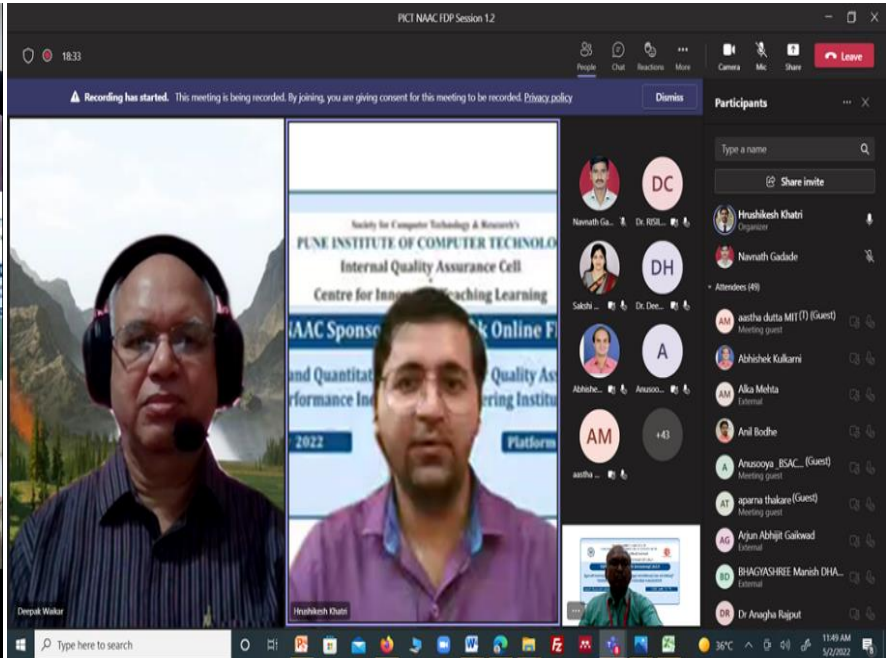 PICT NAAC FDP Session 1.2
18:33
People
Chat
Reactions
More
Camera
Mic
Share
Leave
Recording has started. This meeting is being recorded. By joining, you are giving consent for this meeting to be recorded. Privacy policy
Dismiss
Society for Computer Technology & Research's
PUNE INSTITUTE OF COMPUTER TECHNOLO
Internal Quality Assurance Cell
Centre for Inno Teaching Learning
NAAC Sponso k Online F
and Quantitat Quality As
rformance In ering Institu
2022
Platform
Deepak Waikar
Hrushikesh Khatri
DC
Navnath Ga...
Dr. RISIL...
DH
Sakshi ...
Dr. Dee...
A
Abhishe...
Anusoo...
AM
+43
aastha ...
Participants
Type a name
Share invite
Hrushikesh Khatri
Organizer
Navnath Gadade
Attendees (49)
AM
aastha dutta MIT(T) (Guest)
Meeting guest
Abhishek Kulkarni
AM
Alka Mehta
External
Anil Bodhe
A
Anusooya _BSAC_ (Guest)
Meeting guest
AT
aparna thakare (Guest)
Meeting guest
AG
Arjun Abhijit Gaikwad
External
BD
BHAGYASHREE Manish DHA...
External
DR
Dr Anagha Rajput
Type here to search
36°C
11:49 AM
5/2/2022